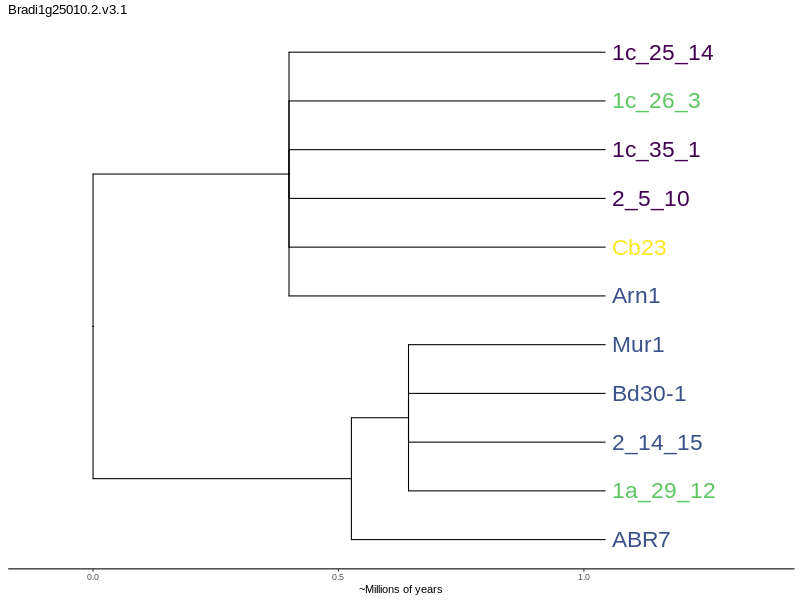 Bradi1g25010.2.v3.1
1c_25_14
1c_26_3
1c_35_1
2_5_10
Cb23
Arn1
Mur1
Bd30-1
2_14_15
1a_29_12
ABR7
0.0 0.5 1.0
~Millions of years